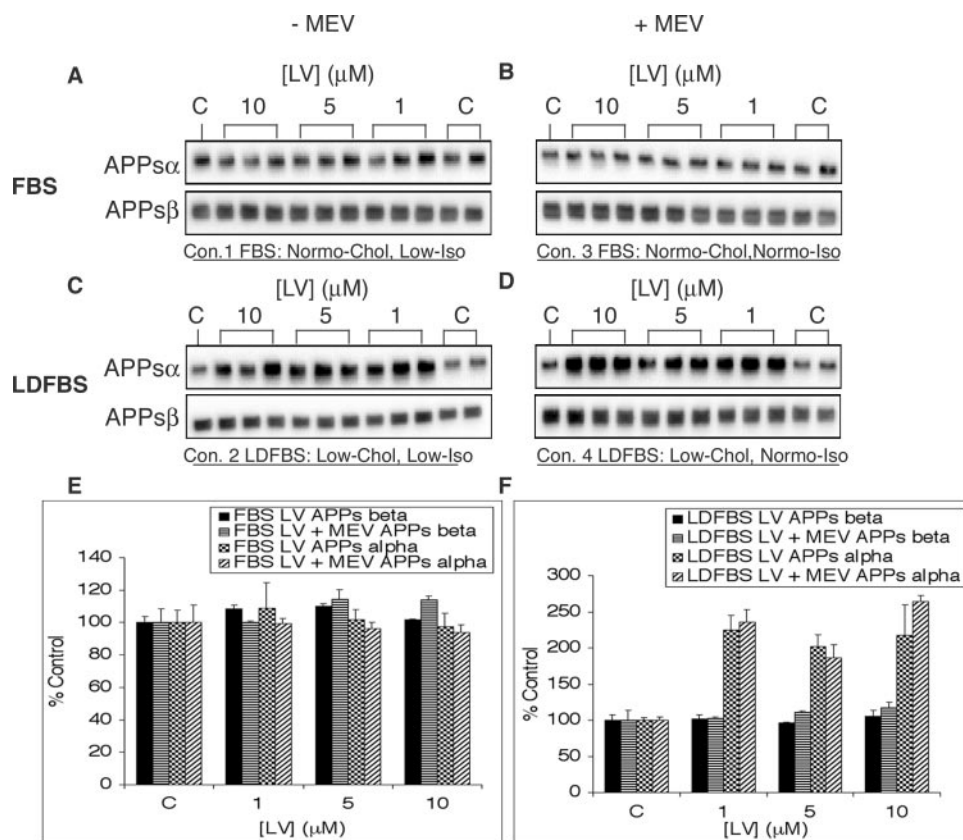 - MEV + MEV
A [LV] (μM) B [LV] (μM)
C 10 5 1 C C 10 5 1 C
FBS
APPsα
APPsβ
Con.1 FBS: Normo-Chol, Low-Iso Con. 3 FBS: Normo-Chol,Normo-Iso
C [LV] (μM) D [LV] (μM)
C 10 5 1 C C 10 5 1 C
LDFBS
APPsα
APPsβ
Con. 2 LDFBS: Low-Chol, Low-Iso Con. 4 LDFBS: Low-Chol, Normo-Iso
E
FBS LV APPs beta
FBS LV + MEV APPs beta
FBS LV APPs alpha
FBS LV + MEV APPs alpha
% Control
140
120
100
80
60
40
20
0
C 1 5 10
[LV] (μM)
F
LDFBS LV APPs beta
LDFBS LV + MEV APPs beta
LDFBS LV APPs alpha
LDFBS LV + MEV APPs alpha
% Control
300
250
200
150
100
50
0
C 1 5 10
[LV] (μM)